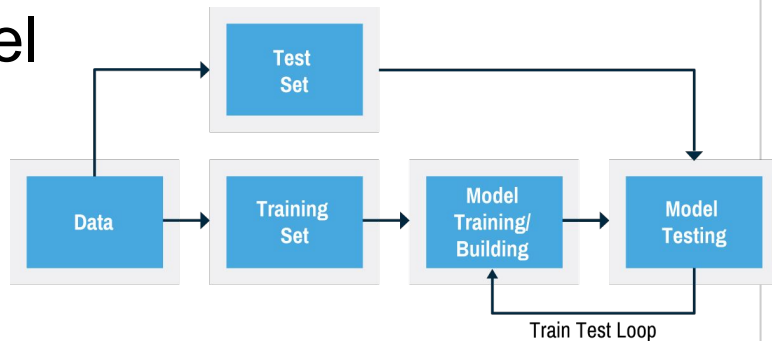 el
Test
Set
Data
Training
Set
Model
Training/
Building
Model
Testing
Train Test Loop